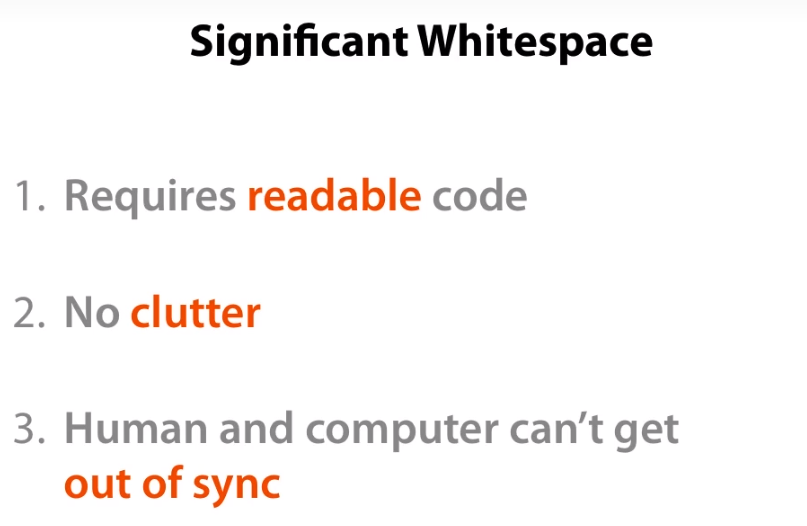 Significant Whitespace
1. Requires readable code
2. No clutter
3. Human and computer can’t get
out of sync